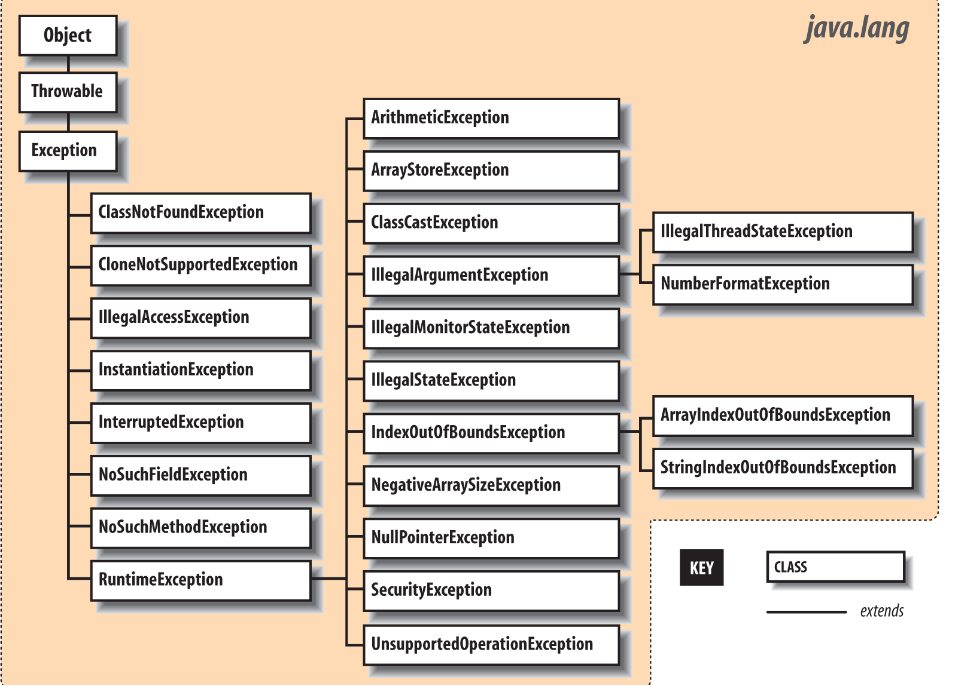 java.lang
Object
Throwable
Exception
ClassNotFoundException
CloneNotSupportedException
IllegalAccessException
InstantiationException
InterruptedException
NoSuchFieldException
NoSuchMethodException
RuntimeException
ArithmeticException
ArrayStoreException
ClassCastException
IllegalArgumentException
IllegalMonitorStateException
IllegalStateException
IndexOutOfBoundsException
NegativeArraySizeException
NullPointerException
SecurityException
UnsupportedOperationException
IllegalThreadStateException
NumberFormatException
ArrayIndexOutOfBoundsException
StringIndexOutOfBoundsException
KEY
CLASS
extends